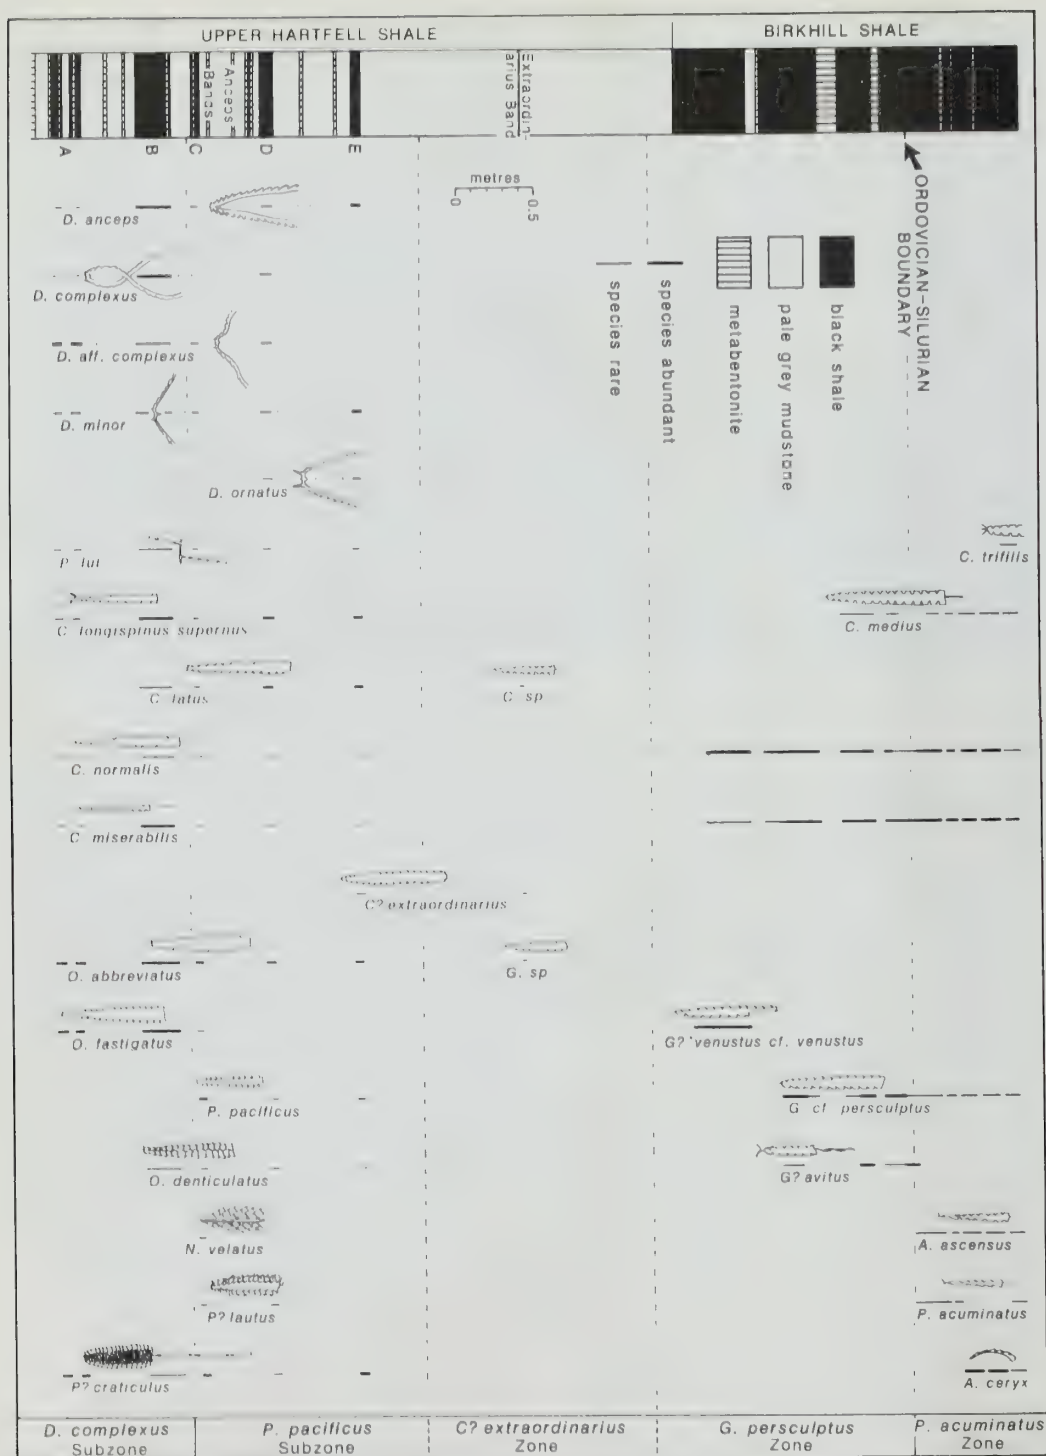 UPPER HARTFELL SHALE
BIRKHILL SHALE
Anceps
Bands
Extraordin-
arius Band
A
B
C
D
E
ORDOVICIAN-SILURIAN
BOUNDARY
metres
0
0.5
black shale
pale grey mudstone
metabentonite
species abundant
species rare
D. anceps
D. complexus
D. aff. complexus
D. minor
D. ornatus
P. lui
C. trifilis
C. longispinus supernus
C. medius
C. latus
C. sp
C. normalis
C. miserabilis
C? extraordinarius
O. abbreviatus
G. sp
O. fastigatus
G? venustus cf. venustus
P. pacificus
G. cf. persculptus
O. denticulatus
G? avitus
N. velatus
A. ascensus
P? lautus
P. acuminatus
P? craticulus
A. ceryx
D. complexus
Subzone
P. pacificus
Subzone
C? extraordinarius
Zone
G. persculptus
Zone
P. acuminatus
Zone